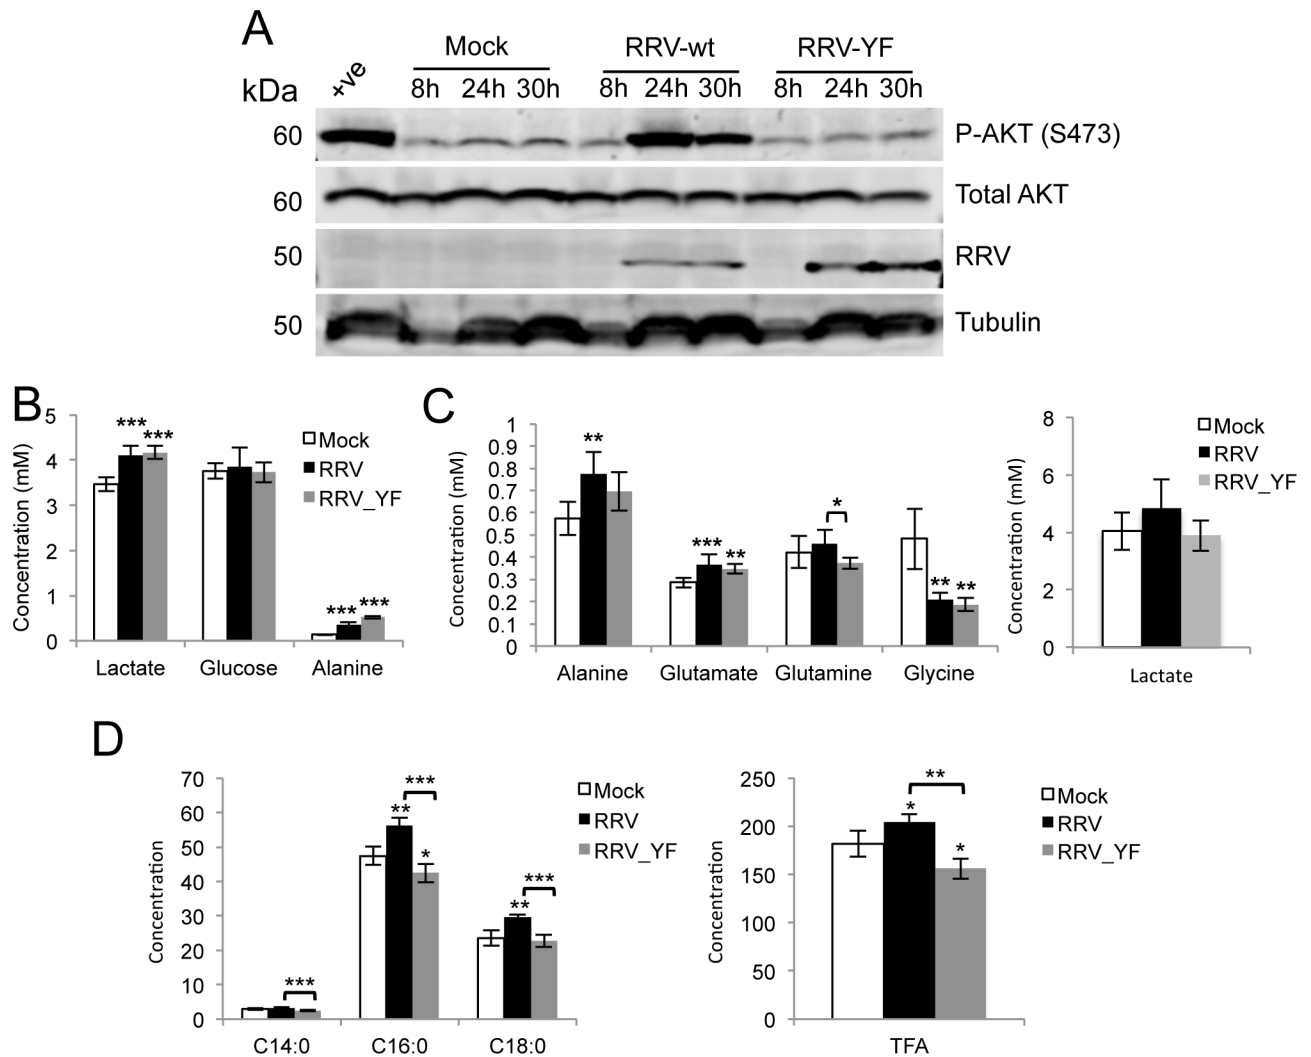 A
Mock RRV-wt RRV-YF
kDa +ve 8h 24h 30h 8h 24h 30h 8h 24h 30h
60 P-AKT (S473)
60 Total AKT
50 RRV
50 Tubulin
B
Concentration (mM)
5
4
3
2
1
0
*** *** *** ***
Mock
RRV
RRV_YF
Lactate Glucose Alanine
C
Concentration (mM)
1
0.9
0.8
0.7
0.6
0.5
0.4
0.3
0.2
0.1
0
** *** ** * ** **
Alanine Glutamate Glutamine Glycine
Concentration (mM)
8
6
4
2
0
Mock
RRV
RRV_YF
Lactate
D
Concentration
70
60
50
40
30
20
10
0
*** ** *** * ** ***
Mock
RRV
RRV_YF
C14:0 C16:0 C18:0
Concentration
250
200
150
100
50
0
**
* *
Mock
RRV
RRV_YF
TFA